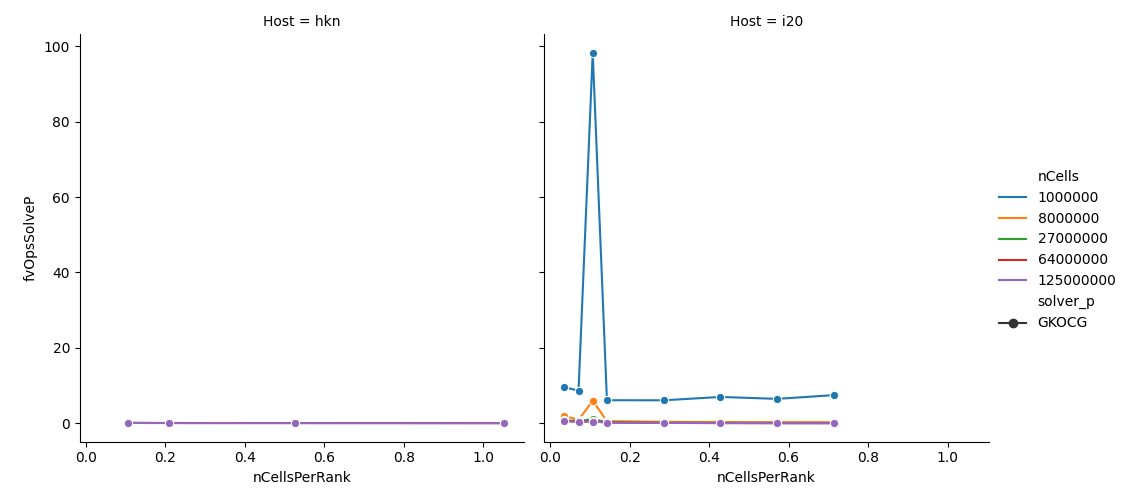 Host = hkn
Host = i20
100
80
60
40
20
0
fvOpsSolveP
0.0 0.2 0.4 0.6 0.8 1.0
0.0 0.2 0.4 0.6 0.8 1.0
nCellsPerRank
nCellsPerRank
nCells
1000000
8000000
27000000
64000000
125000000
solver_p
GKOCG